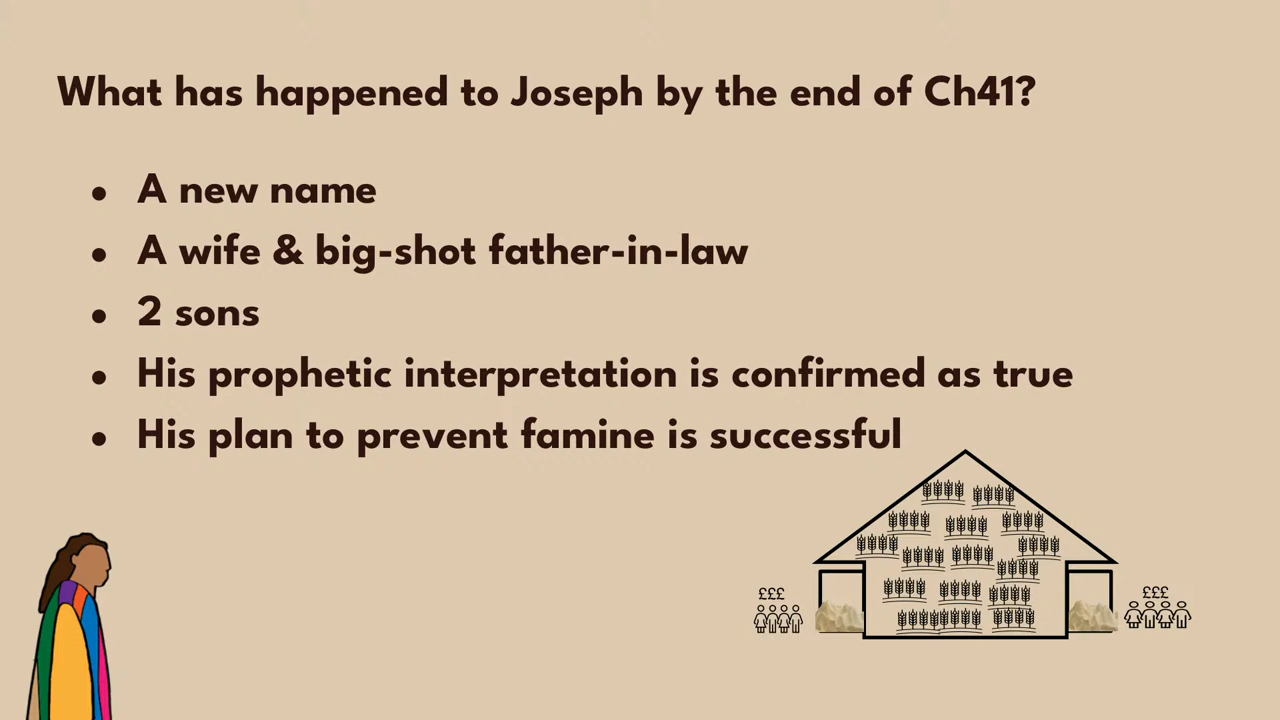 What has happened to Joseph by the end of Ch41?
• A new name
• A wife & big-shot father-in-law
• 2 sons
• His prophetic interpretation is confirmed as true
• His plan to prevent famine is successful
£££
£££